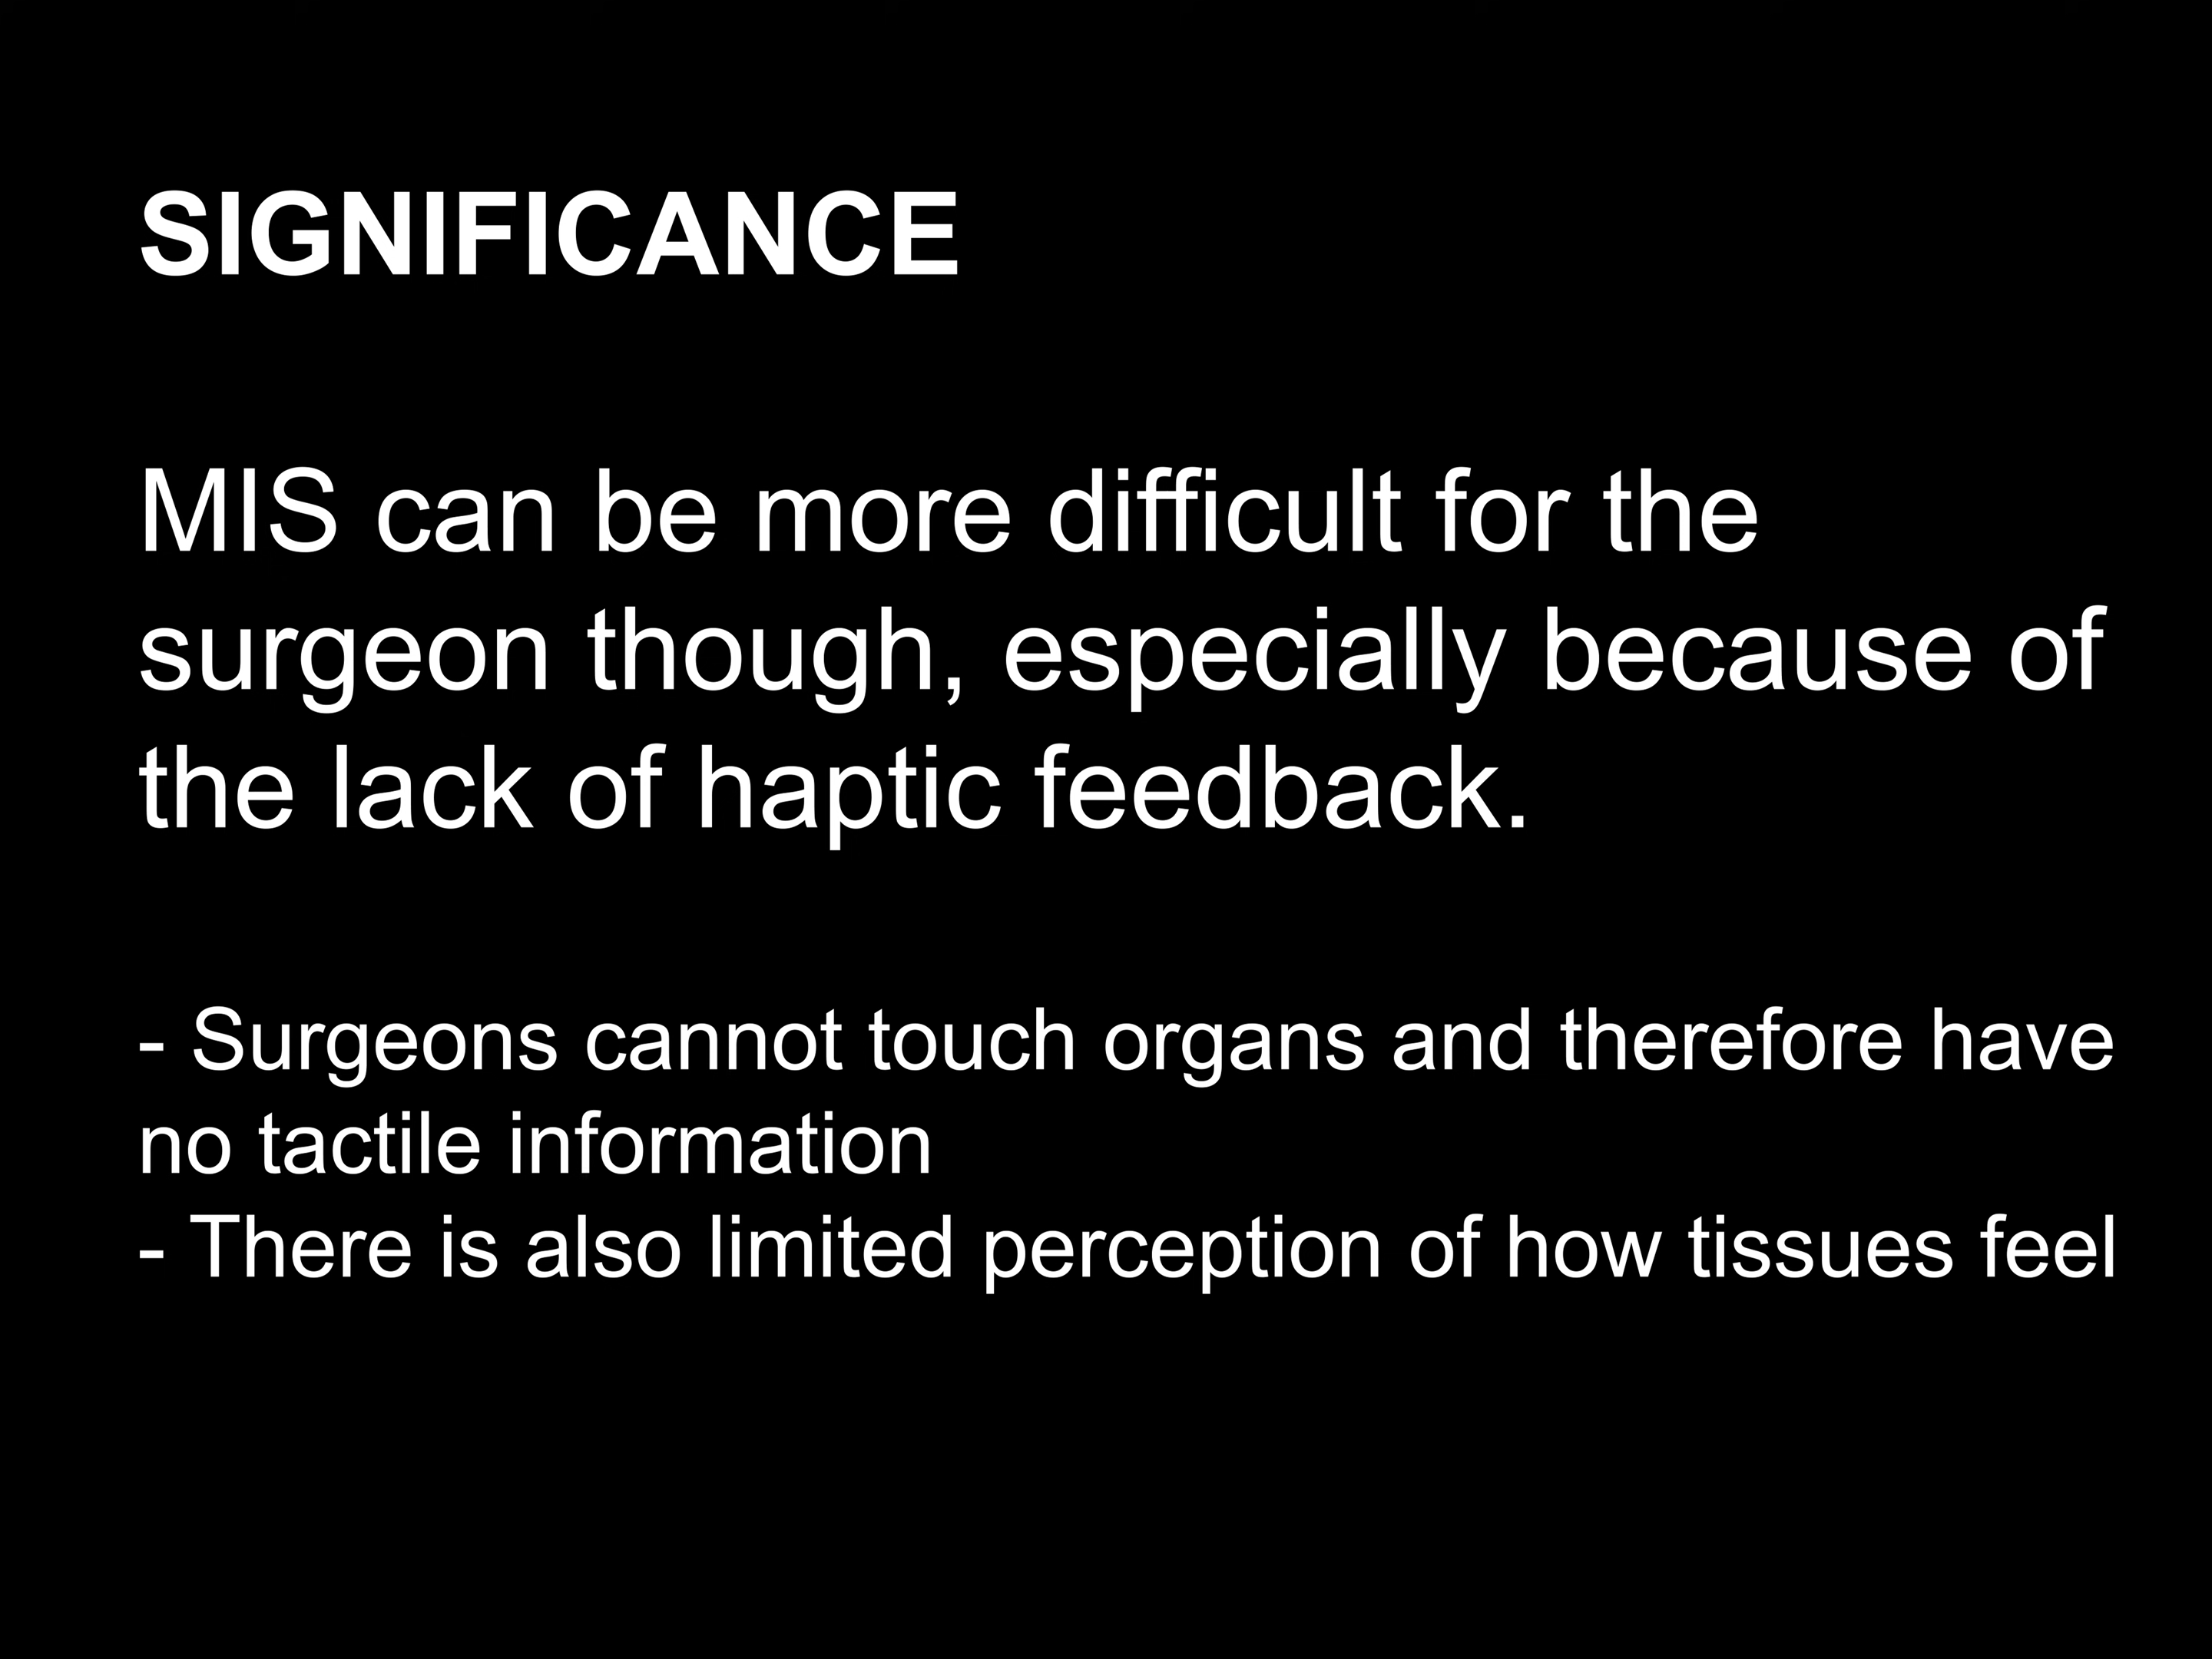 SIGNIFICANCE
MIS can be more difficult for the
surgeon though, especially because of
the lack of haptic feedback.
- Surgeons cannot touch organs and therefore have
no tactile information
- There is also limited perception of how tissues feel